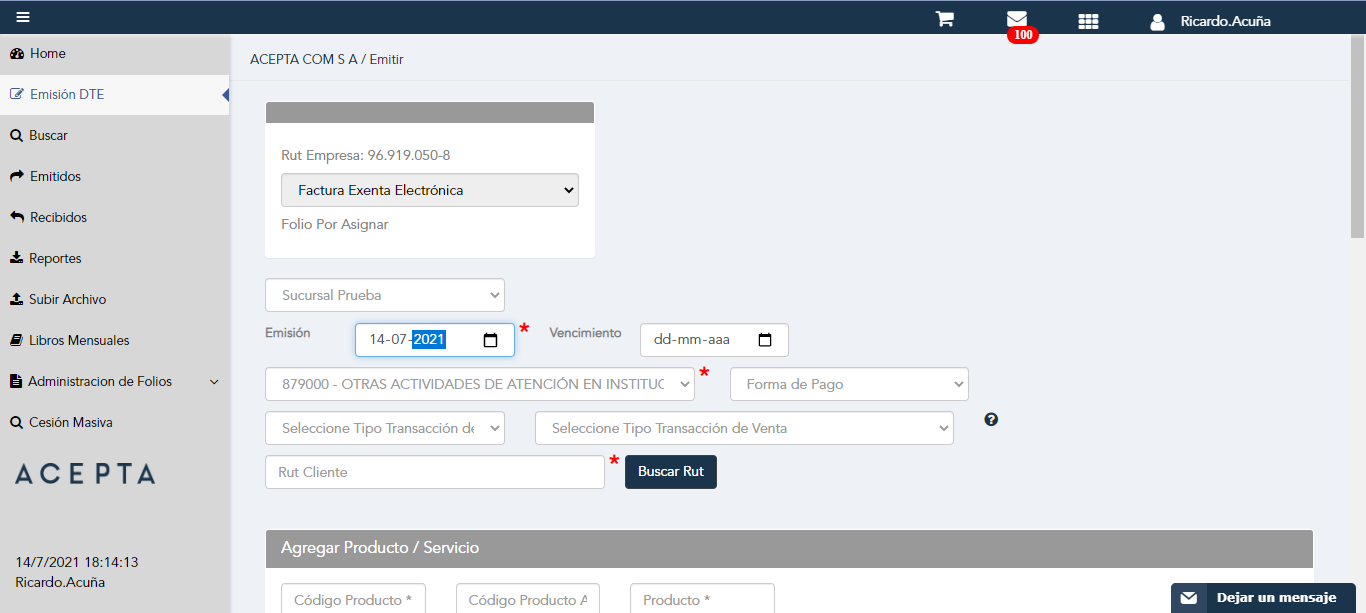 Ricardo.Acuña
100
Home
ACEPTA COM S A / Emitir
Emisión DTE
Buscar
Emitidos
Recibidos
Reportes
Subir Archivo
Libros Mensuales
Administracion de Folios
Cesión Masiva
ACEPTA
14/7/2021 18:14:13
Ricardo.Acuña
Rut Empresa: 96.919.050-8
Factura Exenta Electrónica
Folio Por Asignar
Sucursal Prueba
Emisión 14-07-2021 * Vencimiento dd-mm-aaa
879000 - OTRAS ACTIVIDADES DE ATENCIÓN EN INSTITUC * Forma de Pago
Seleccione Tipo Transacción de Seleccione Tipo Transacción de Venta ?
Rut Cliente * Buscar Rut
Agregar Producto / Servicio
Código Producto * Código Producto A Producto *
Dejar un mensaje